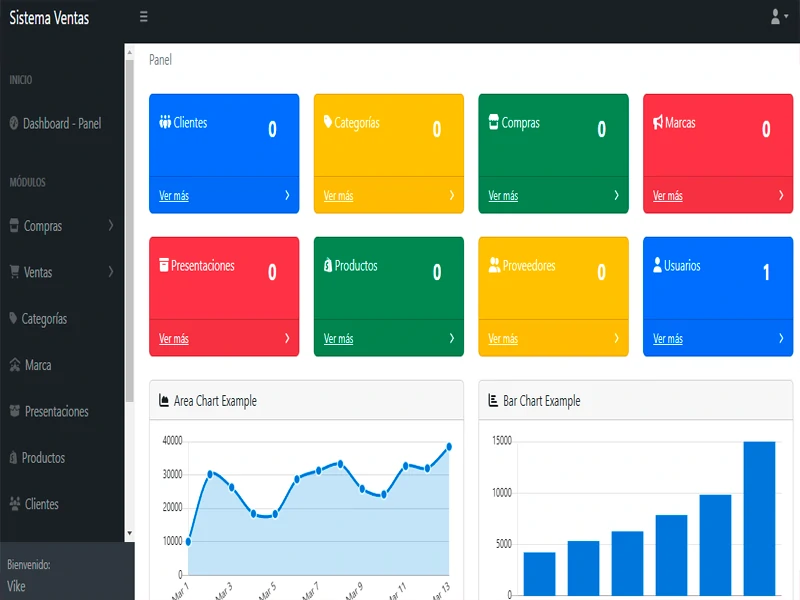 Sistema Ventas
INICIO
Dashboard - Panel
MÓDULOS
Compras
Ventas
Categorías
Marca
Presentaciones
Productos
Clientes
Bienvenido:
Vike
Panel
Clientes 0
Ver más
Categorías 0
Ver más
Compras 0
Ver más
Marcas 0
Ver más
Presentaciones 0
Ver más
Productos 0
Ver más
Proveedores 0
Ver más
Usuarios 1
Ver más
Area Chart Example
40000
30000
20000
10000
0
Mar 1
Mar 3
Mar 5
Mar 7
Mar 9
Mar 11
Mar 13
Bar Chart Example
15000
10000
5000
0